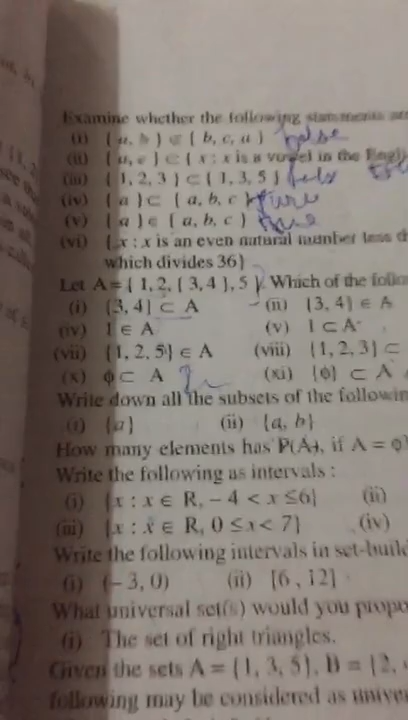 Examine whether the following statements are
(i) { a, b } ⊄ { b, c, a } false
(ii) { a, e } ⊂ { x : x is a vowel in the Engl
(iii) { 1, 2, 3 } ⊂ { 1, 3, 5 }
(iv) { a } ⊂ { a, b, c }
(v) { a } ∈ { a, b, c }
(vi) { x : x is an even natural number less th
which divides 36}
Let A = { 1, 2, { 3, 4 }, 5 }. Which of the follo
(i) {3, 4} ⊂ A (ii) {3, 4} ∈ A
(iv) 1 ∈ A (v) 1 ⊂ A
(vii) {1, 2, 5} ∈ A (viii) {1, 2, 3} ⊂
(x) φ ⊂ A (xi) {φ} ⊂ A
Write down all the subsets of the followin
(i) {a} (ii) {a, b}
How many elements has P(A), if A = φ?
Write the following as intervals :
(i) {x : x ∈ R, – 4 < x ≤ 6} (ii)
(iii) {x : x ∈ R, 0 ≤ x < 7} (iv)
Write the following intervals in set-build
(i) (– 3, 0) (ii) [6 , 12]
What universal set(s) would you propo
(i) The set of right triangles.
Given the sets A = {1, 3, 5}, B = {2,
following may be considered as univer